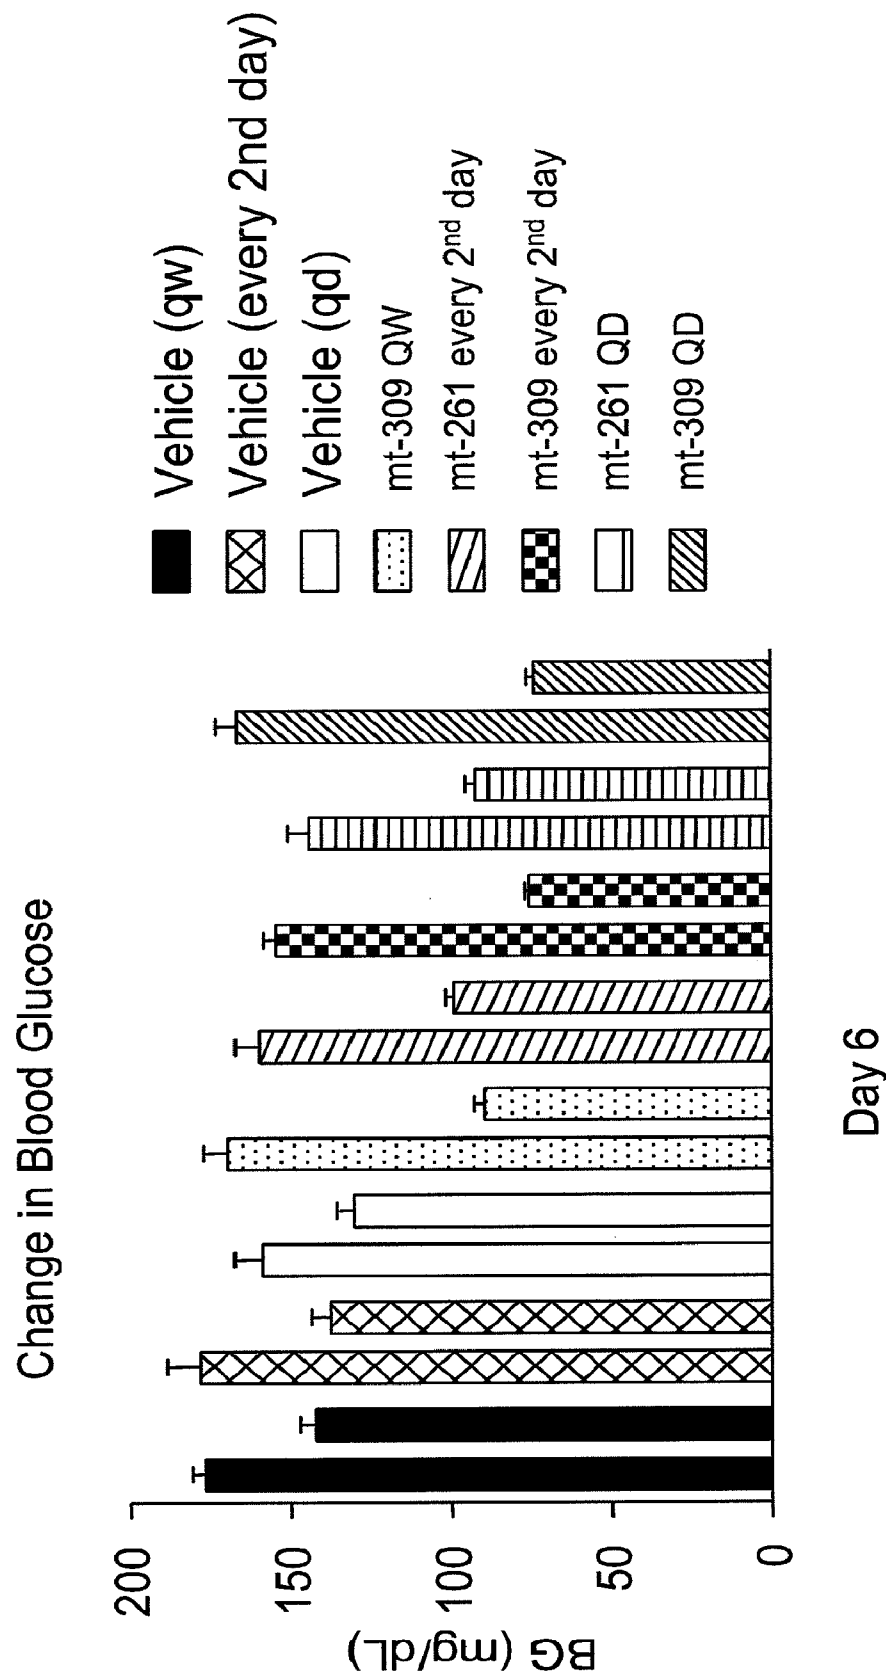 Change in Blood Glucose
BG (mg/dL)
200
150
100
50
0
Day 6
Vehicle (qw)
Vehicle (every 2nd day)
Vehicle (qd)
mt-309 QW
mt-261 every 2nd day
mt-309 every 2nd day
mt-261 QD
mt-309 QD